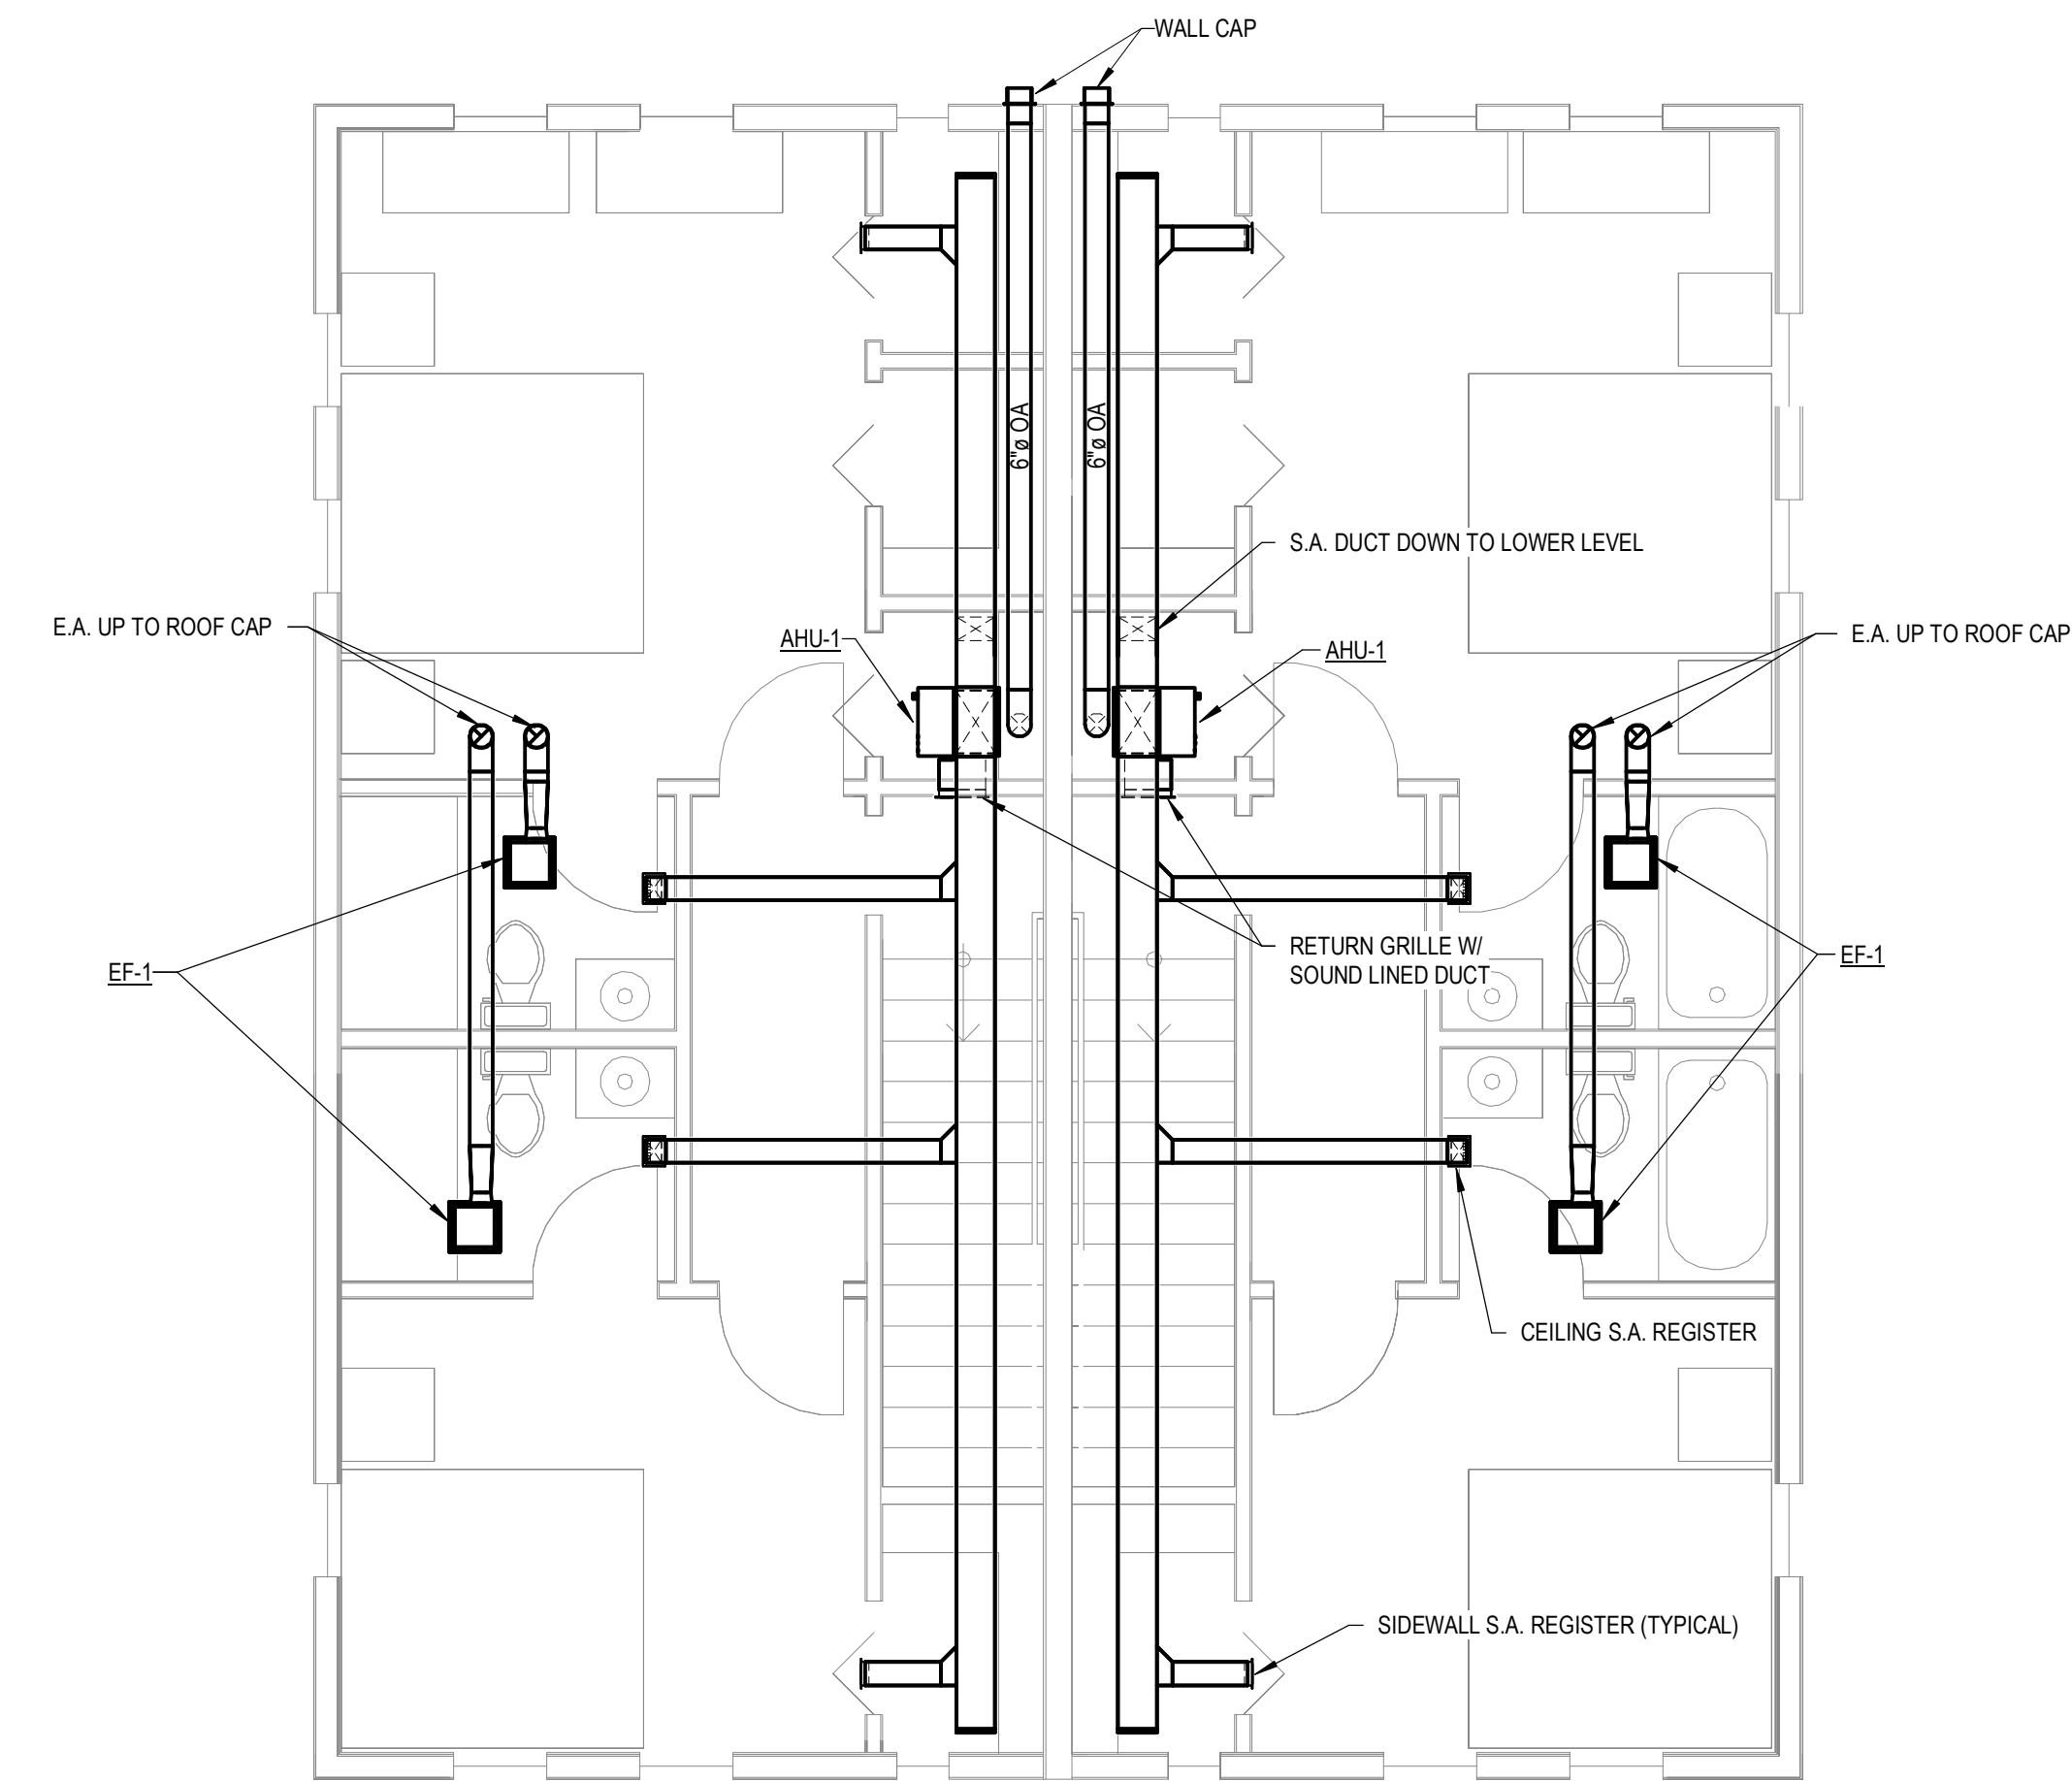 WALL CAP
6"ø OA
6"ø OA
S.A. DUCT DOWN TO LOWER LEVEL
E.A. UP TO ROOF CAP
AHU-1
AHU-1
E.A. UP TO ROOF CAP
EF-1
RETURN GRILLE W/
SOUND LINED DUCT
EF-1
CEILING S.A. REGISTER
SIDEWALL S.A. REGISTER (TYPICAL)